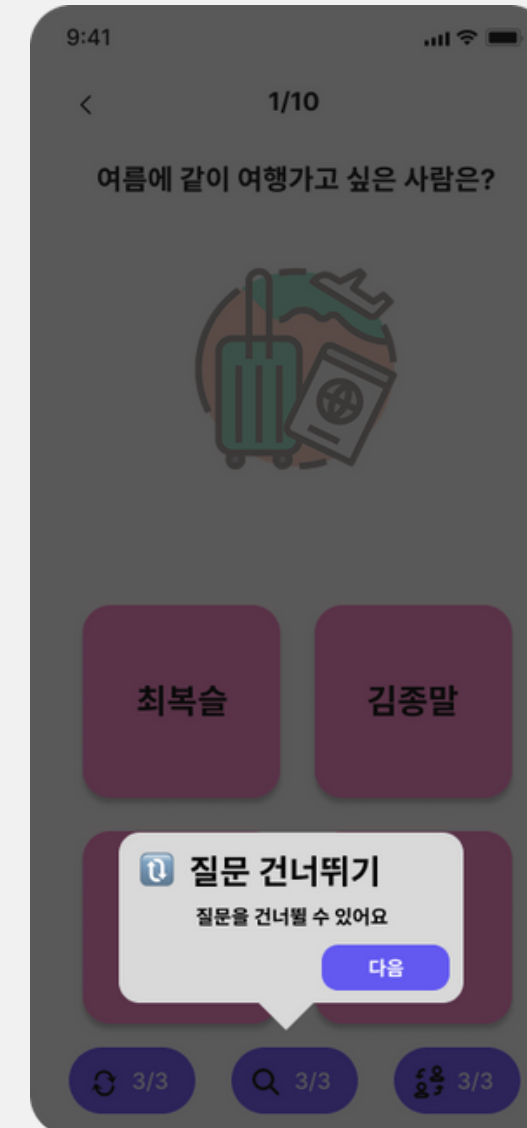 9:41
1/10
여름에 같이 여행가고 싶은 사람은?
최복슬
김종말
질문 건너뛰기
질문을 건너뛸 수 있어요
다음
3/3
3/3
3/3